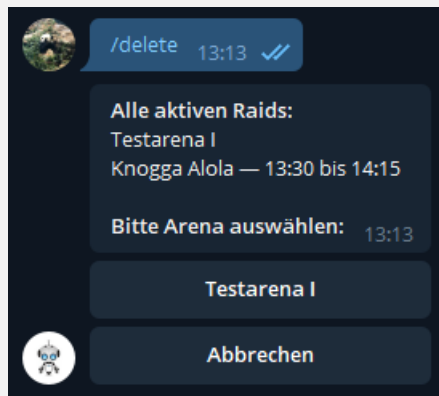 /delete 13:13
Alle aktiven Raids:
Testarena I
Knogga Alola — 13:30 bis 14:15
Bitte Arena auswählen: 13:13
Testarena I
Abbrechen